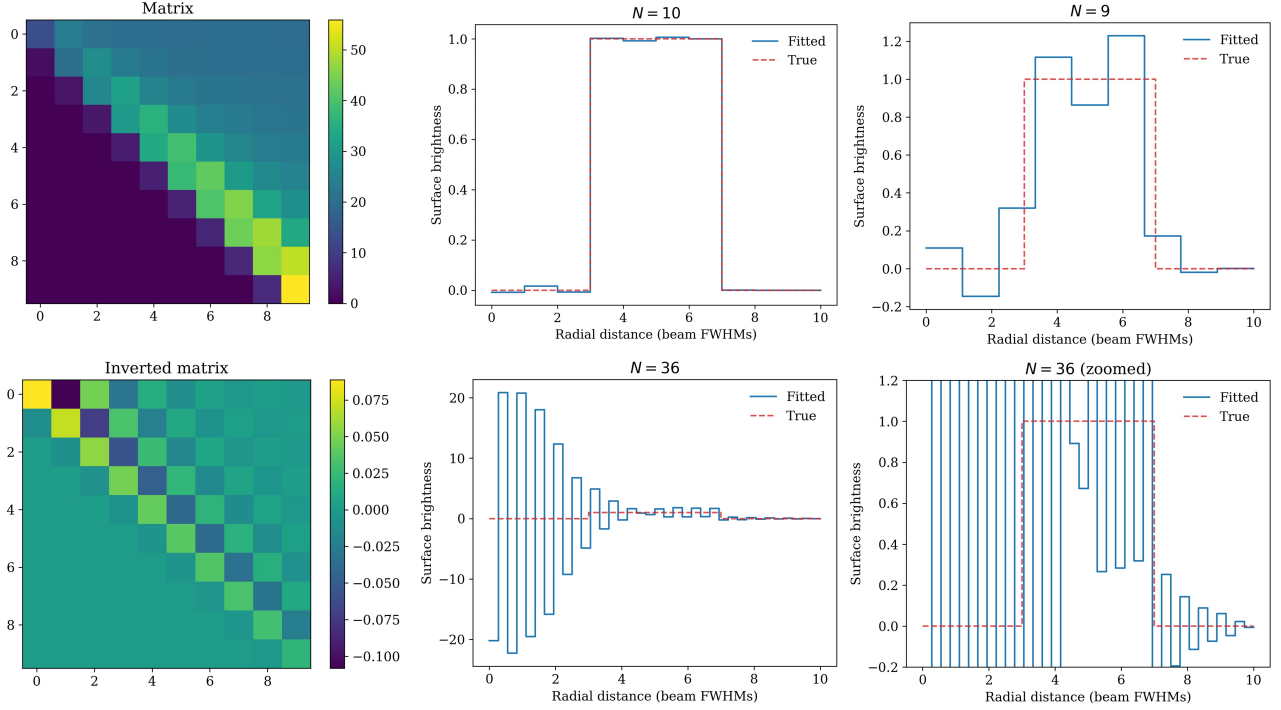 Matrix
0
2
4
6
8
0 2 4 6 8
50
40
30
20
10
0
N = 10
Surface brightness
1.0
0.8
0.6
0.4
0.2
0.0
Fitted
True
0 2 4 6 8 10
Radial distance (beam FWHMs)
N = 9
Surface brightness
1.2
1.0
0.8
0.6
0.4
0.2
0.0
−0.2
Fitted
True
0 2 4 6 8 10
Radial distance (beam FWHMs)
Inverted matrix
0
2
4
6
8
0 2 4 6 8
0.075
0.050
0.025
0.000
−0.025
−0.050
−0.075
−0.100
N = 36
Surface brightness
20
10
0
−10
−20
Fitted
True
0 2 4 6 8 10
Radial distance (beam FWHMs)
N = 36 (zoomed)
Surface brightness
1.2
1.0
0.8
0.6
0.4
0.2
0.0
−0.2
Fitted
True
0 2 4 6 8 10
Radial distance (beam FWHMs)